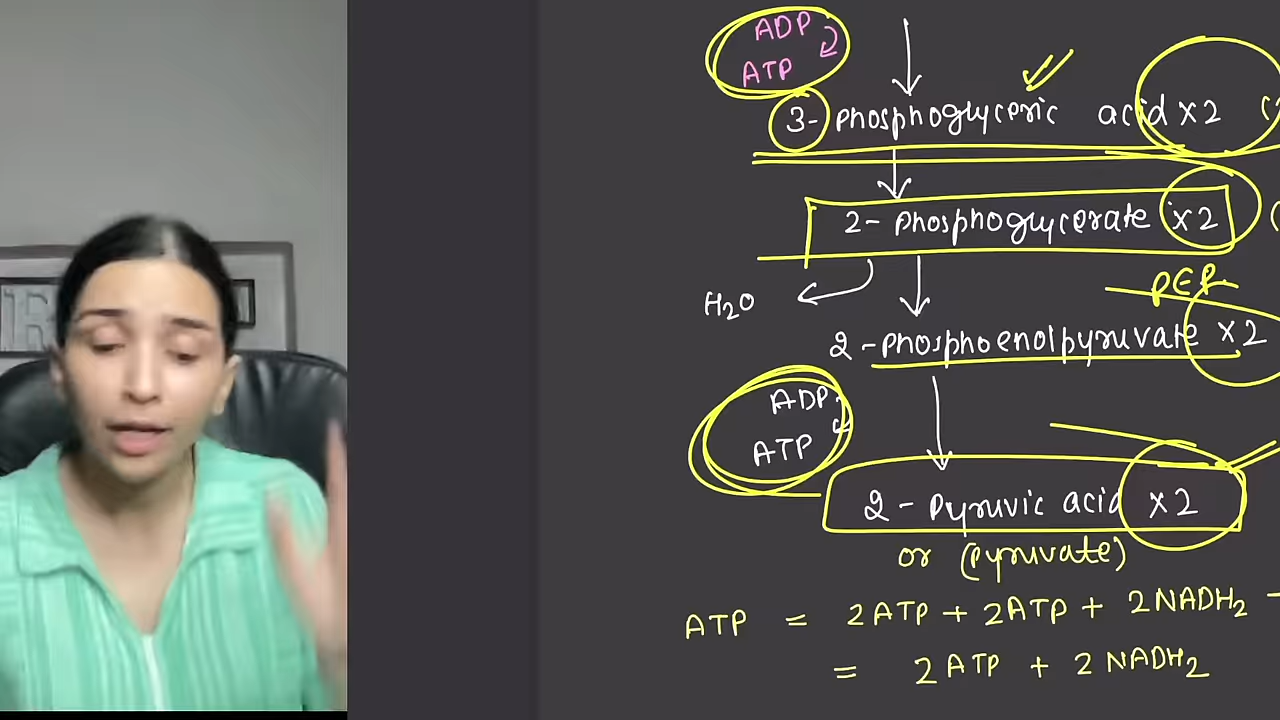 ADP
ATP
3- Phosphoglyceric acid x2
2- Phosphoglycerate x2
H2O
PEP
2-Phosphoenolpyruvate x2
ADP
ATP
2- Pyruvic acid x2
or (pyruvate)
ATP = 2ATP + 2ATP + 2NADH2 -
= 2ATP + 2NADH2